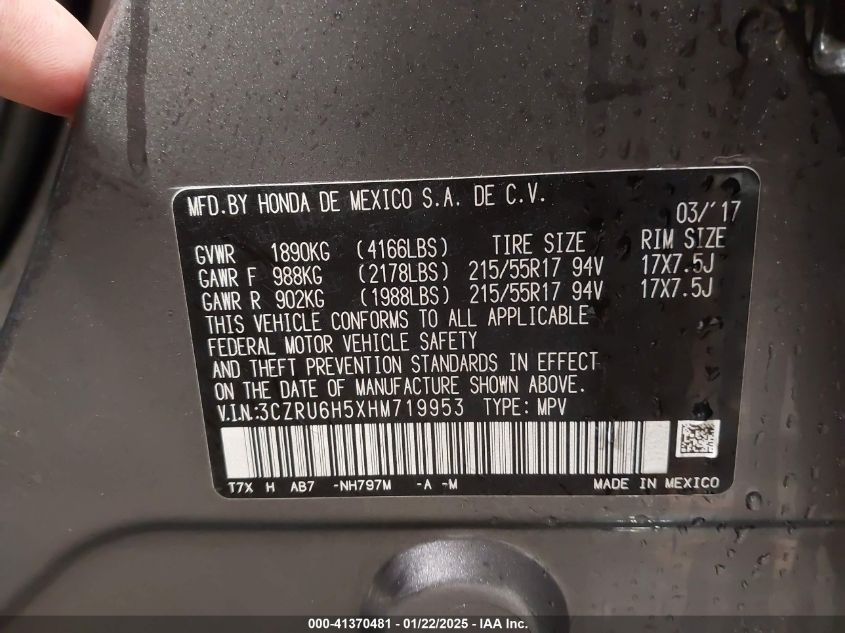 MFD.BY HONDA DE MEXICO S.A. DE C.V.
03/'17
GVWR 1890KG (4166LBS) TIRE SIZE RIM SIZE
GAWR F 988KG (2178LBS) 215/55R17 94V 17X7.5J
GAWR R 902KG (1988LBS) 215/55R17 94V 17X7.5J
THIS VEHICLE CONFORMS TO ALL APPLICABLE
FEDERAL MOTOR VEHICLE SAFETY
AND THEFT PREVENTION STANDARDS IN EFFECT
ON THE DATE OF MANUFACTURE SHOWN ABOVE.
V.I.N:3CZRU6H5XHM719953 TYPE: MPV
T7X H AB7 -NH797M -A -M MADE IN MEXICO
000-41370481 - 01/22/2025 - IAA Inc.